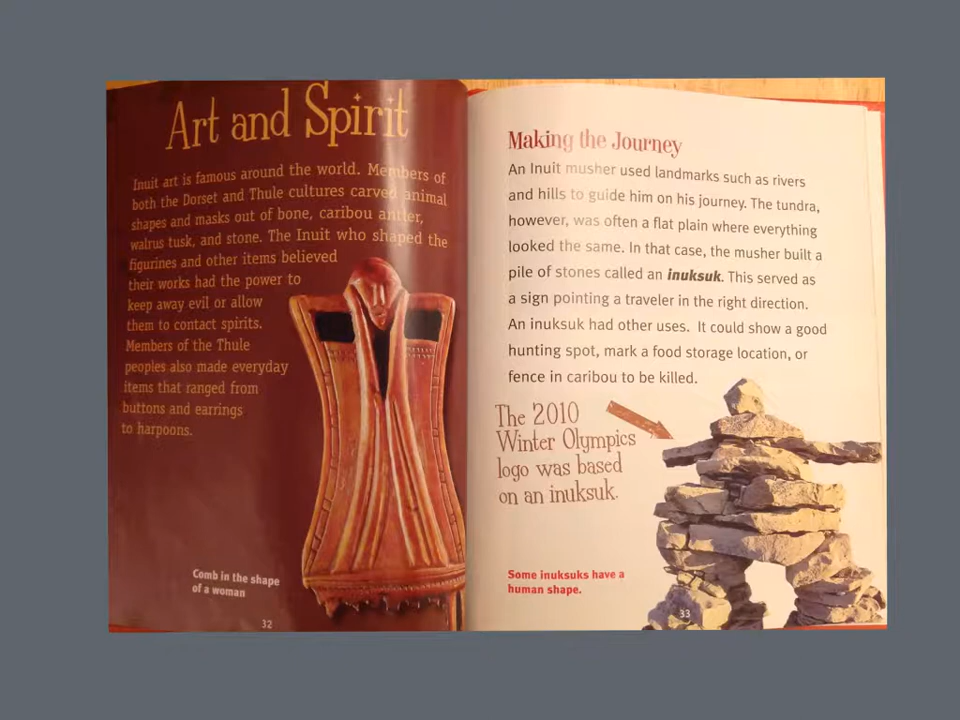 Art and Spirit
Inuit art is famous around the world. Members of
both the Dorset and Thule cultures carved animal
shapes and masks out of bone, caribou antler,
walrus tusk, and stone. The Inuit who shaped the
figurines and other items believed
their works had the power to
keep away evil or allow
them to contact spirits.
Members of the Thule
peoples also made everyday
items that ranged from
buttons and earrings
to harpoons.
Comb in the shape
of a woman
32
Making the Journey
An Inuit musher used landmarks such as rivers
and hills to guide him on his journey. The tundra,
however, was often a flat plain where everything
looked the same. In that case, the musher built a
pile of stones called an inuksuk. This served as
a sign pointing a traveler in the right direction.
An inuksuk had other uses. It could show a good
hunting spot, mark a food storage location, or
fence in caribou to be killed.
The 2010
Winter Olympics
logo was based
on an inuksuk.
Some inuksuks have a
human shape.
33